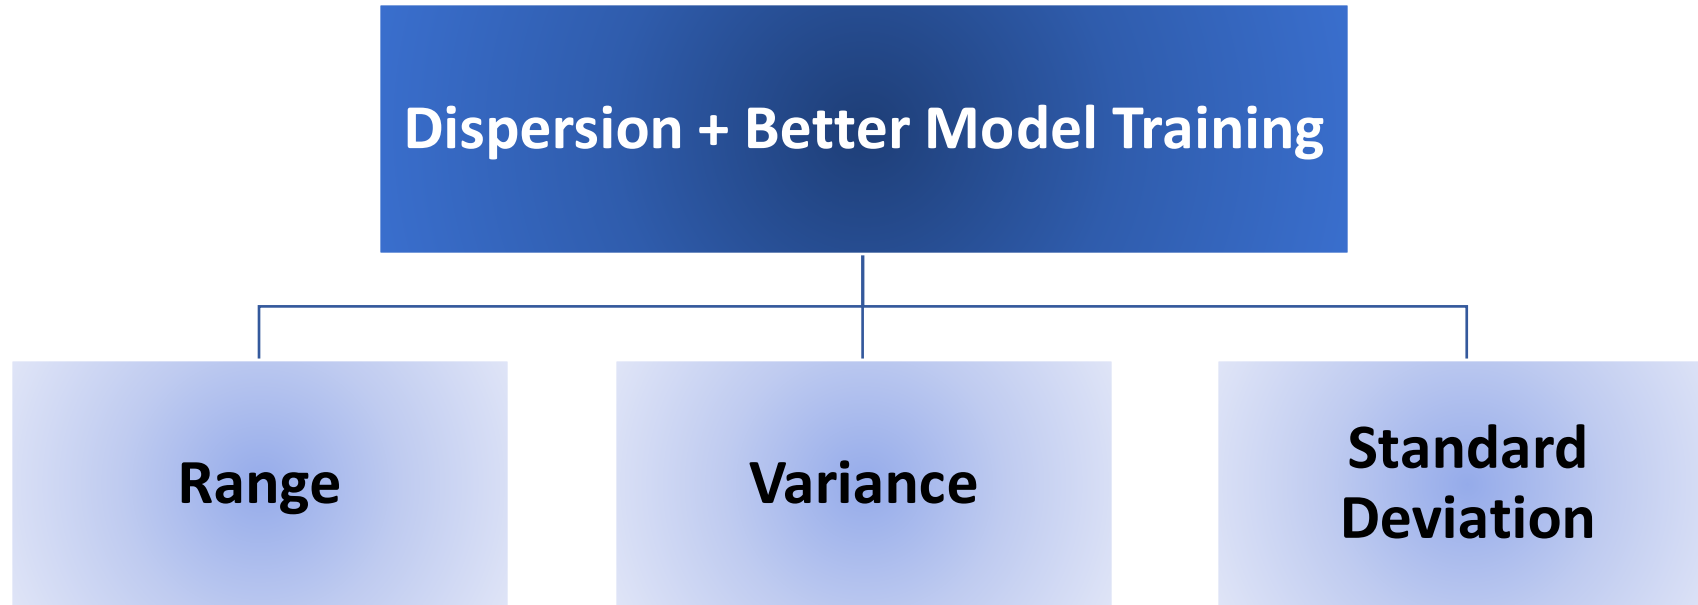 Dispersion + Better Model Training
Range
Variance
Standard
Deviation